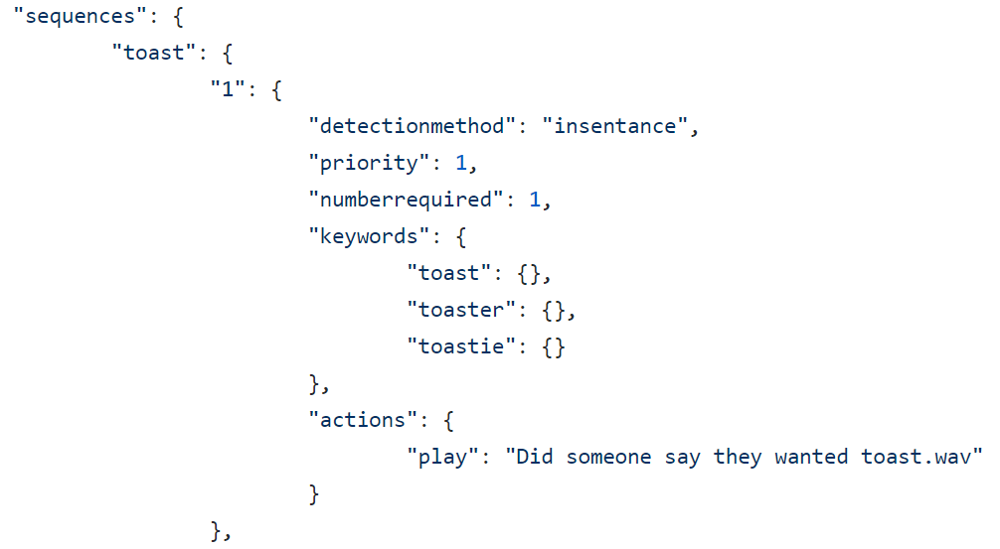 "sequences": {
"toast": {
"1": {
"detectionmethod": "insentance",
"priority": 1,
"numberrequired": 1,
"keywords": {
"toast": {},
"toaster": {},
"toastie": {}
},
"actions": {
"play": "Did someone say they wanted toast.wav"
}
},